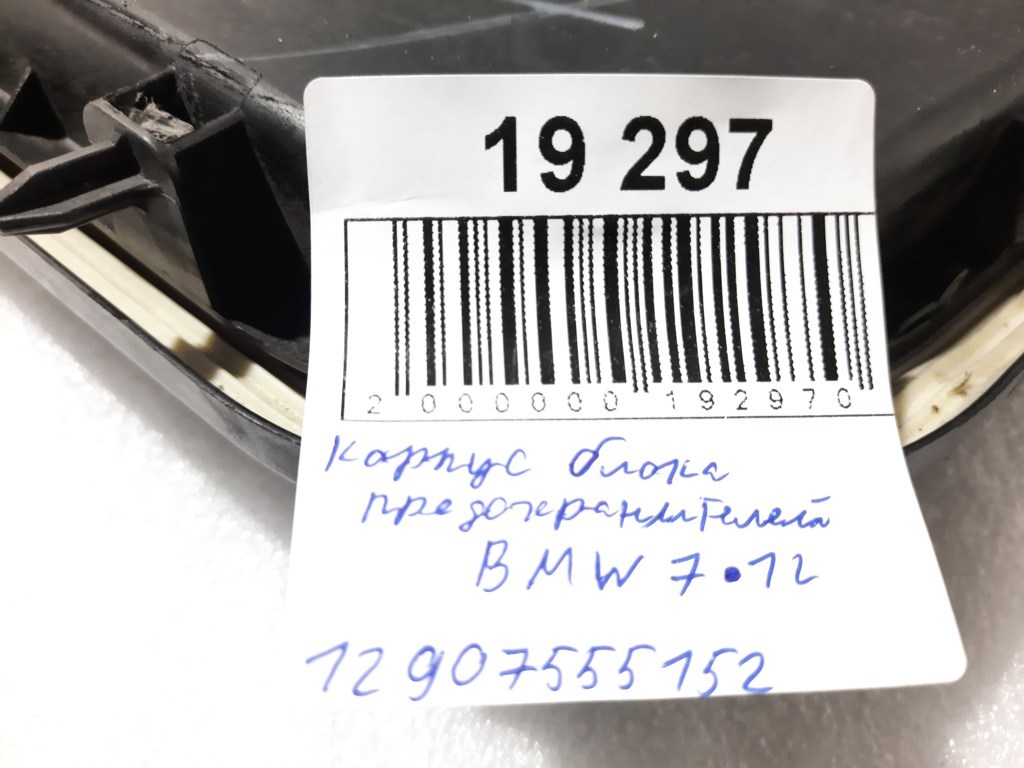 19 297
2 000000 192970
Корпус блока
предохранителей
BMW 7•12
12907555152